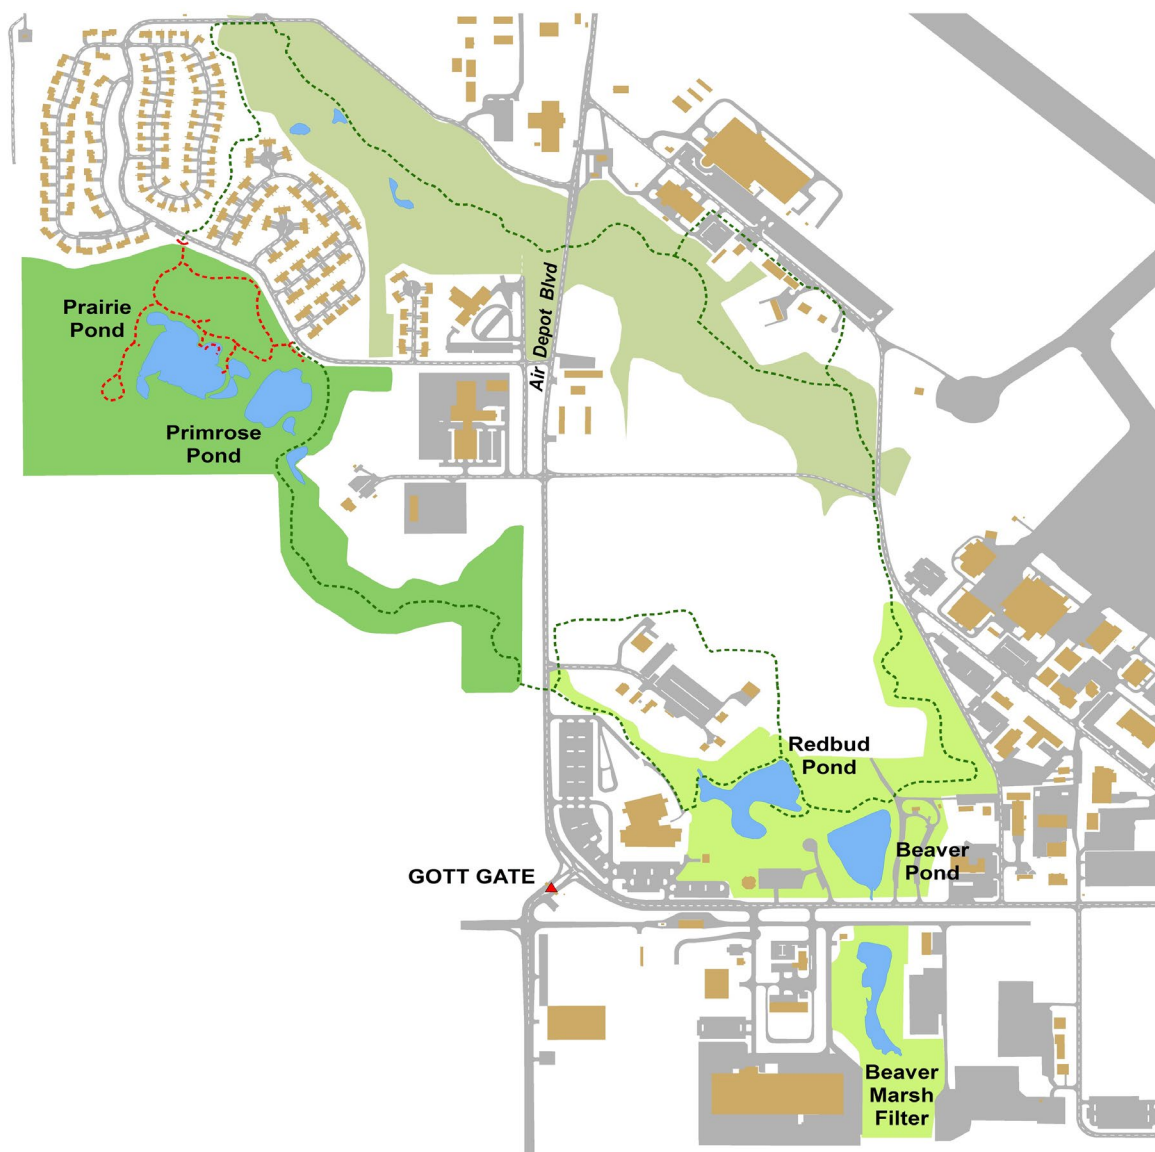 Prairie
Pond
Air Depot Blvd
Primrose
Pond
Redbud
Pond
Beaver
Pond
GOTT GATE
Beaver
Marsh
Filter